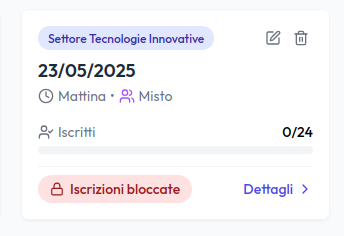 Settore Tecnologie Innovative
23/05/2025
Mattina • Misto
Iscritti 0/24
Iscrizioni bloccate Dettagli